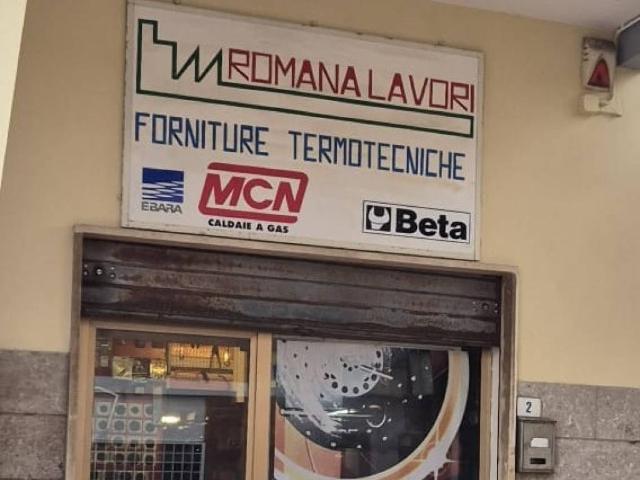 ROMANA LAVORI
FORNITURE TERMOTECNICHE
EBARA
MCN
CALDAIE A GAS
Beta
2